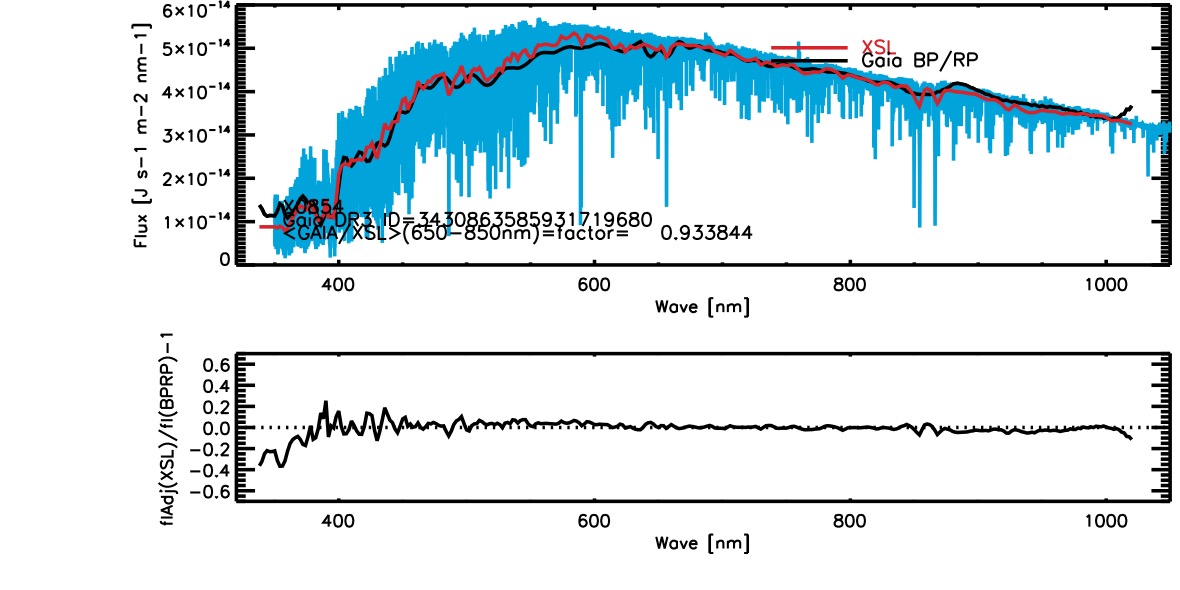 6×10−14
5×10−14
4×10−14
3×10−14
2×10−14
1×10−14
0
Flux [J s−1 m−2 nm−1]
XSL
Gaia BP/RP
X0854
Gaia DR3 ID=3430863585931719680
<GAIA/XSL>(650−850nm)=factor= 0.933844
400 600 800 1000
Wave [nm]
flAdj(XSL)/fl(BPRP)−1
0.6
0.4
0.2
0.0
−0.2
−0.4
−0.6
400 600 800 1000
Wave [nm]